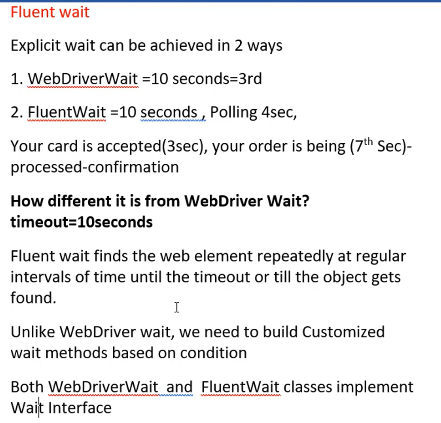 Fluent wait
Explicit wait can be achieved in 2 ways
1. WebDriverWait =10 seconds=3rd
2. FluentWait =10 seconds , Polling 4sec,
Your card is accepted(3sec), your order is being (7th Sec)-
processed-confirmation
How different it is from WebDriver Wait?
timeout=10seconds
Fluent wait finds the web element repeatedly at regular
intervals of time until the timeout or till the object gets
found.
Unlike WebDriver wait, we need to build Customized
wait methods based on condition
Both WebDriverWait and FluentWait classes implement
Wait Interface